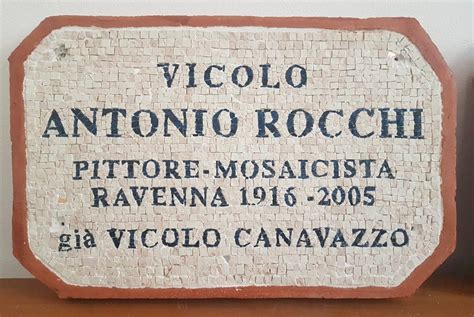 VICOLO
ANTONIO ROCCHI
PITTORE-MOSAICISTA
RAVENNA 1916 -2005
già VICOLO CANAVAZZO